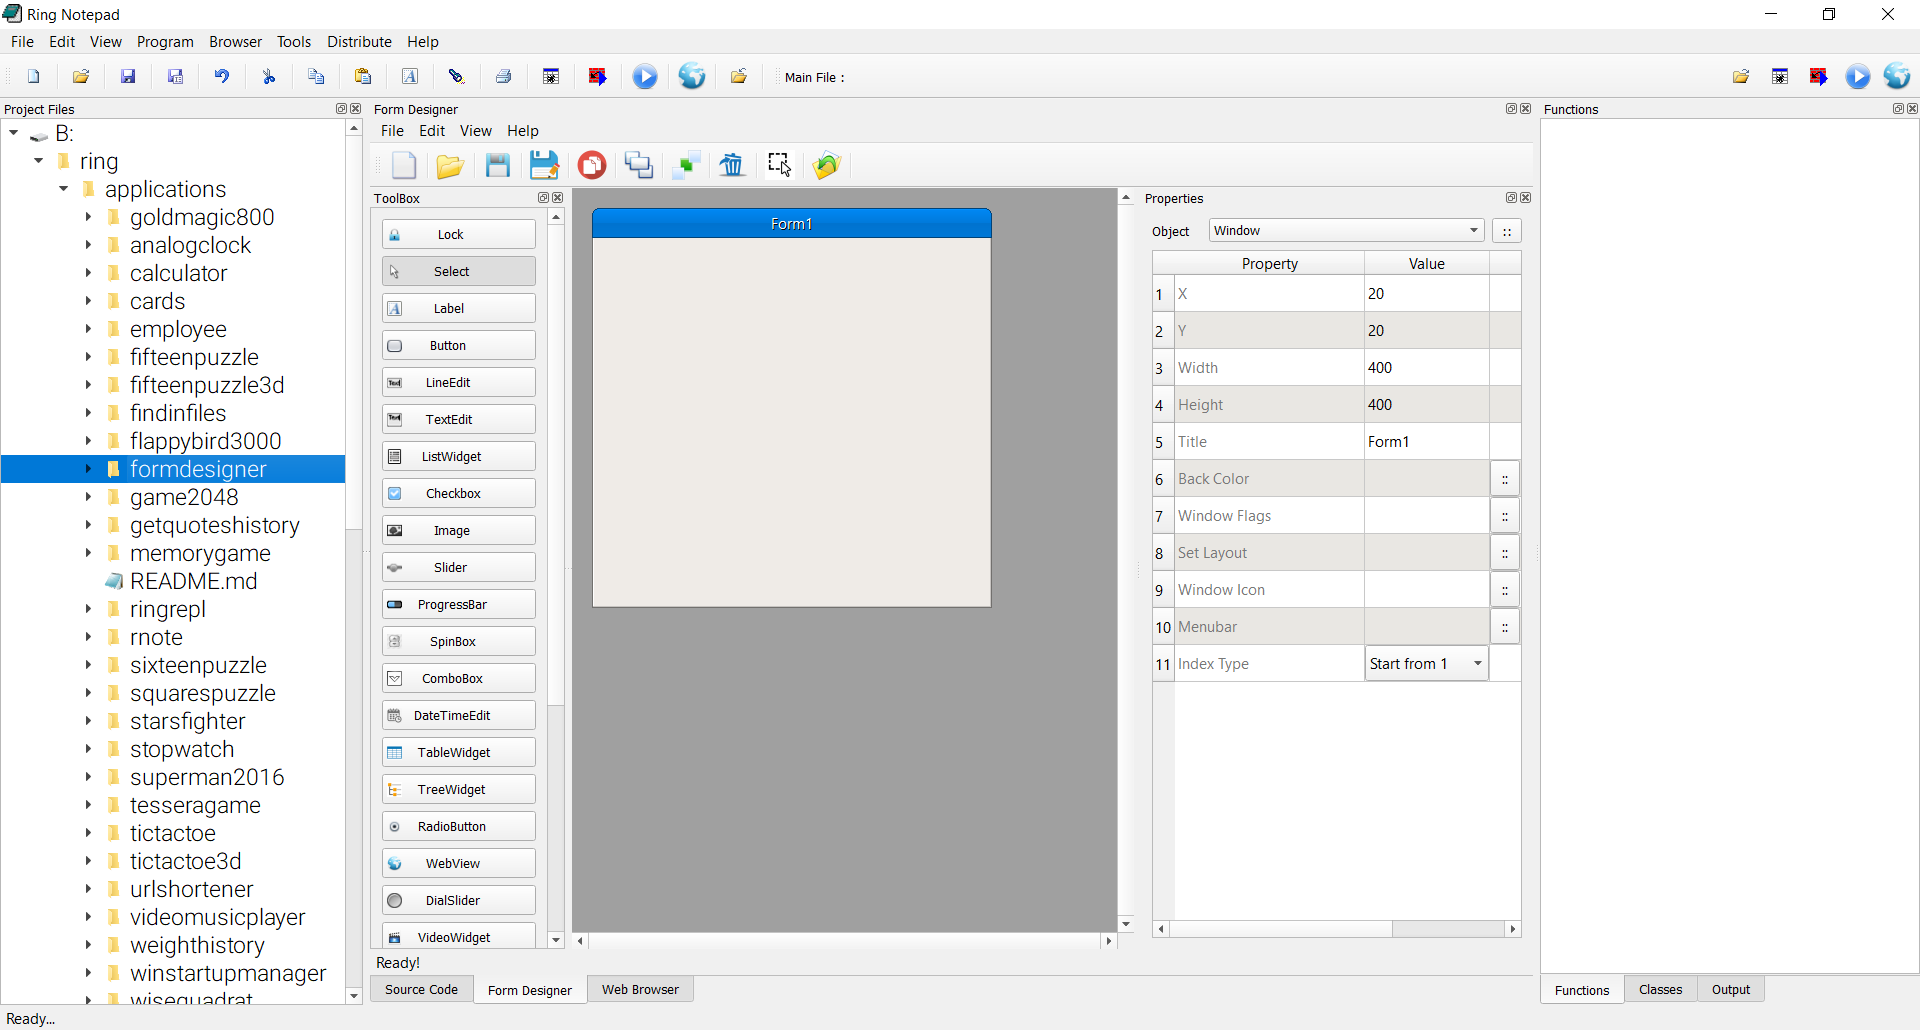 Ring Notepad
File Edit View Program Browser Tools Distribute Help
Main File :
Project Files
B:
ring
applications
goldmagic800
analogclock
calculator
cards
employee
fifteenpuzzle
fifteenpuzzle3d
findinfiles
flappybird3000
formdesigner
game2048
getquoteshistory
memorygame
README.md
ringrepl
rnote
sixteenpuzzle
squarespuzzle
starsfighter
stopwatch
superman2016
tesseragame
tictactoe
tictactoe3d
urlshortener
videomusicplayer
weighthistory
winstartupmanager
wisequadrat
Form Designer
File Edit View Help
ToolBox
Lock
Select
Label
Button
LineEdit
TextEdit
ListWidget
Checkbox
Image
Slider
ProgressBar
SpinBox
ComboBox
DateTimeEdit
TableWidget
TreeWidget
RadioButton
WebView
DialSlider
VideoWidget
Form1
Properties
Object Window ::
Property Value
1 X 20
2 Y 20
3 Width 400
4 Height 400
5 Title Form1
6 Back Color ::
7 Window Flags ::
8 Set Layout ::
9 Window Icon ::
10 Menubar ::
11 Index Type Start from 1
Ready!
Source Code Form Designer Web Browser
Functions
Functions Classes Output
Ready...